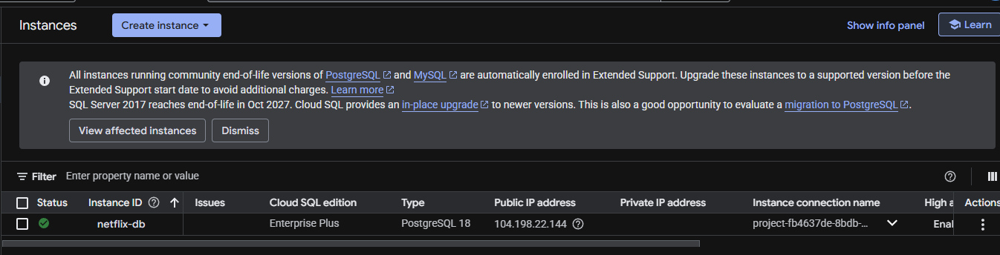 Instances
Create instance
Show info panel
Learn
All instances running community end-of-life versions of PostgreSQL and MySQL are automatically enrolled in Extended Support. Upgrade these instances to a supported version before the
Extended Support start date to avoid additional charges. Learn more
SQL Server 2017 reaches end-of-life in Oct 2027. Cloud SQL provides an in-place upgrade to newer versions. This is also a good opportunity to evaluate a migration to PostgreSQL.
View affected instances
Dismiss
Filter Enter property name or value
Status Instance ID Issues Cloud SQL edition Type Public IP address Private IP address Instance connection name High a Actions
netflix-db Enterprise Plus PostgreSQL 18 104.198.22.144 project-fb4637de-8bdb-... Enal